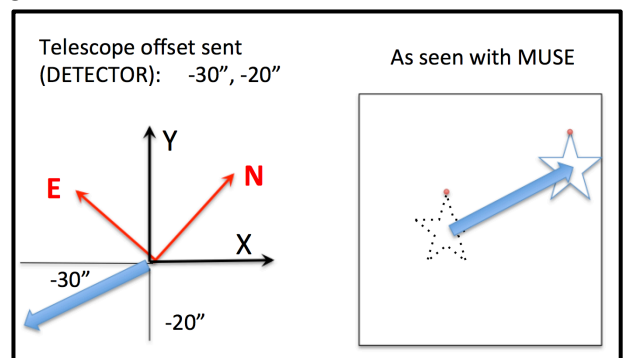 Telescope offset sent
(DETECTOR): -30”, -20”
As seen with MUSE
Y
E
N
X
-30”
-20”